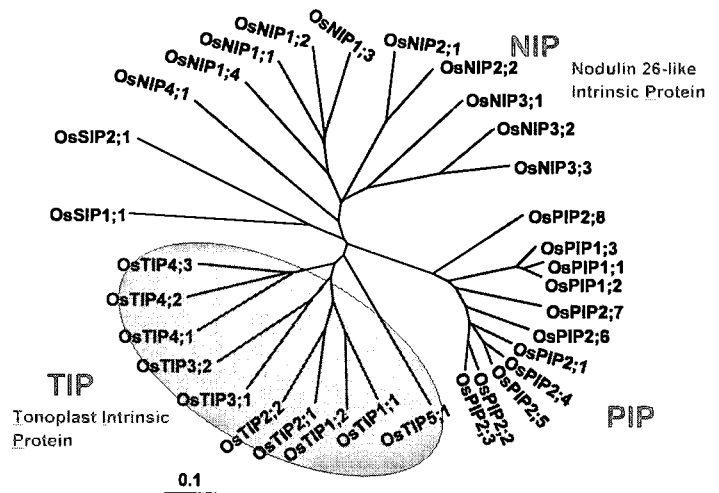 OsNIP1;2
OsNIP1;3
OsNIP1;1
OsNIP1;4
OsNIP4;1
OsNIP2;1
OsNIP2;2
NIP
Nodulin 26-like
Intrinsic Protein
OsNIP3;1
OsNIP3;2
OsNIP3;3
OsSIP2;1
OsSIP1;1
OsPIP2;8
OsPIP1;3
OsPIP1;1
OsPIP1;2
OsPIP2;7
OsPIP2;6
OsPIP2;1
OsPIP2;4
OsPIP2;5
OsPIP2;2
OsPIP2;3
PIP
OsTIP4;3
OsTIP4;2
OsTIP4;1
OsTIP3;2
OsTIP3;1
OsTIP2;2
OsTIP2;1
OsTIP1;2
OsTIP1;1
OsTIP5;1
TIP
Tonoplast Intrinsic
Protein
0.1